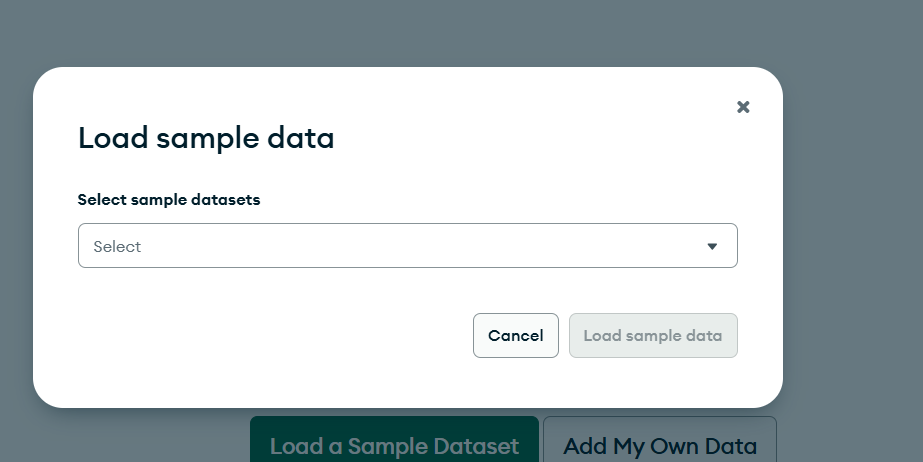 Load sample data
Select sample datasets
Select
Cancel
Load sample data
Load a Sample Dataset
Add My Own Data